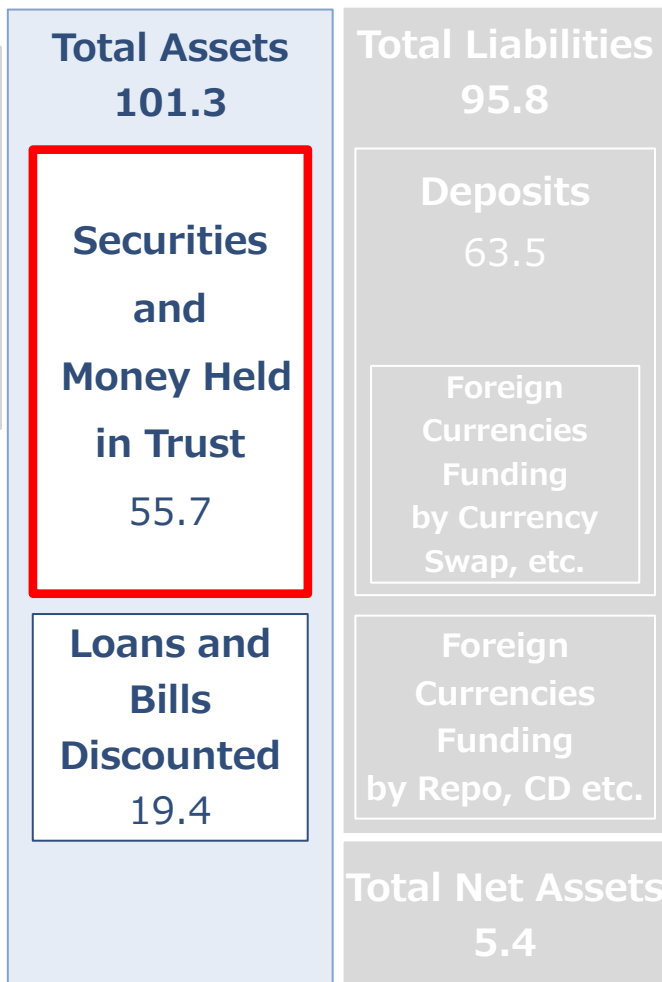 Total Assets
101.3
Securities
and
Money Held
in Trust
55.7
Loans and
Bills
Discounted
19.4
Total Liabilities
95.8
Deposits
63.5
Foreign
Currencies
Funding
by Currency
Swap, etc.
Foreign
Currencies
Funding
by Repo, CD etc.
Total Net Assets
5.4